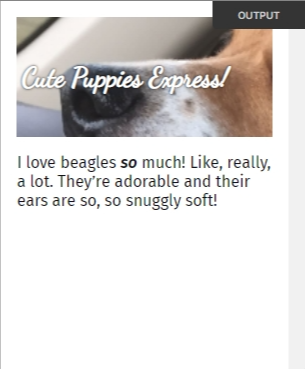 OUTPUT
Cute Puppies Express!
I love beagles so much! Like, really,
a lot. They're adorable and their
ears are so, so snuggly soft!